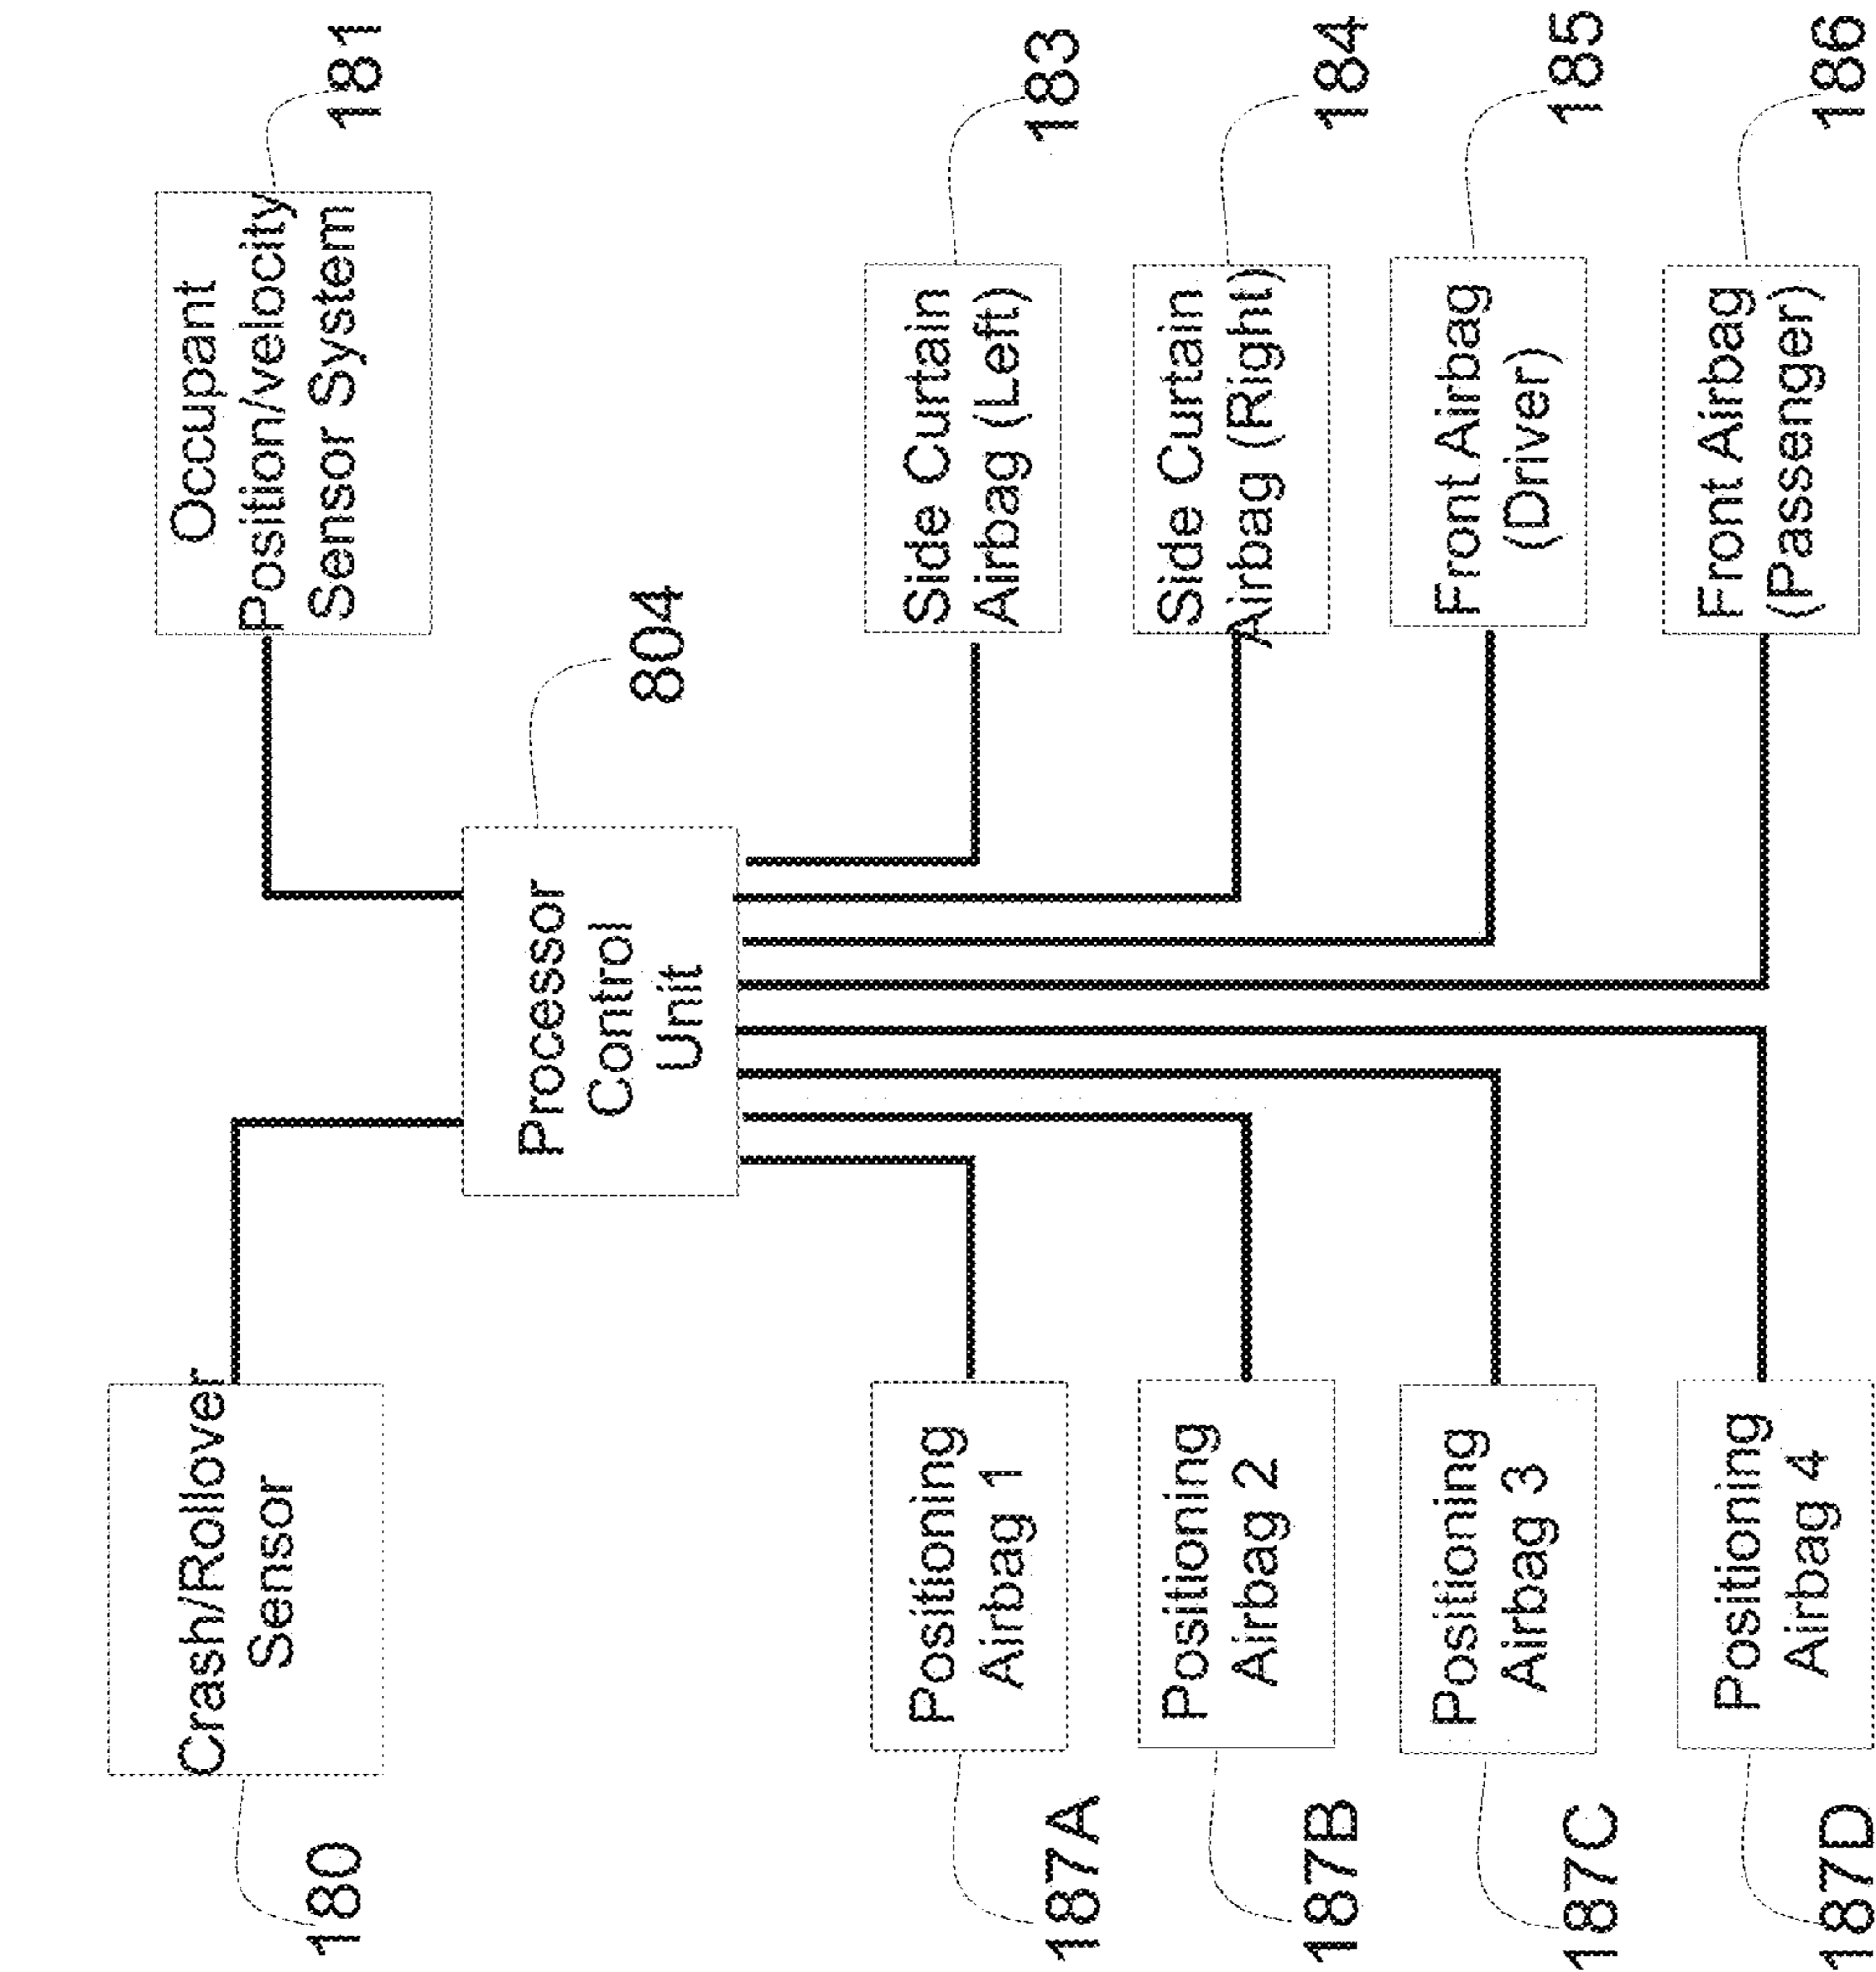 Crash/Rollover
Sensor
180
Occupant
Position/velocity
Sensor System
181
Processor
Control
Unit
804
Positioning
Airbag 1
187A
Side Curtain
Airbag (Left)
183
Positioning
Airbag 2
187B
Side Curtain
Airbag (Right)
184
Positioning
Airbag 3
187C
Front Airbag
(Driver)
185
Positioning
Airbag 4
187D
Front Airbag
(Passenger)
186